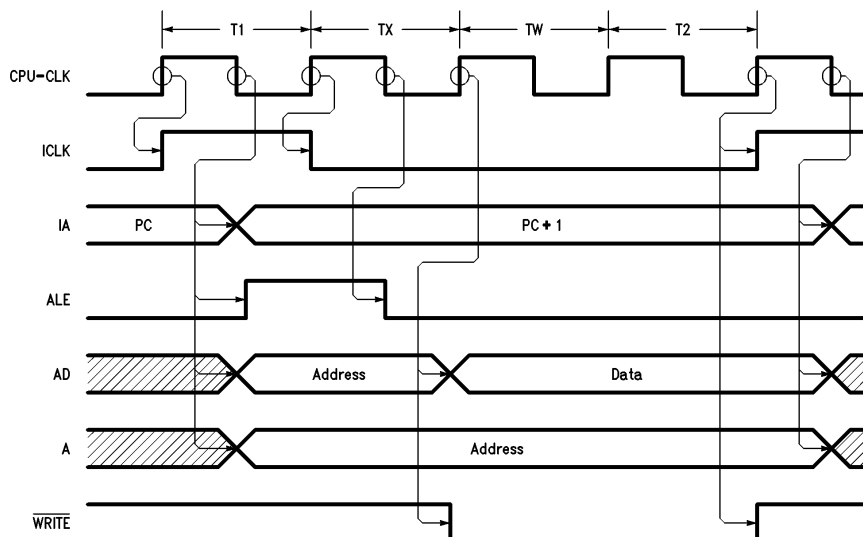 T1 TX TW T2
CPU-CLK
ICLK
IA PC PC + 1
ALE
AD Address Data
A Address
WRITE